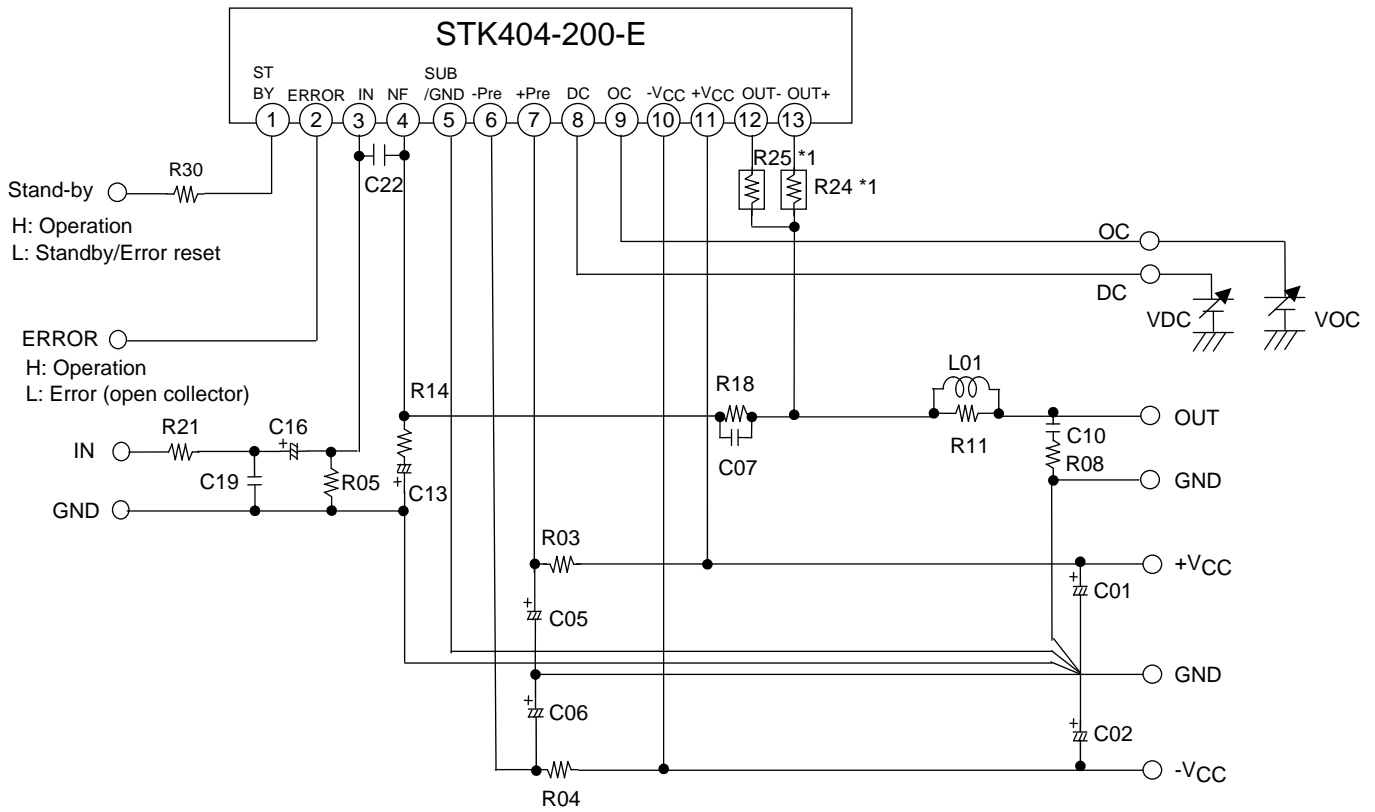 STK404-200-E
ST
BY
ERROR
IN
NF
SUB
/GND
-Pre
+Pre
DC
OC
-VCC
+VCC
OUT-
OUT+
1
2
3
4
5
6
7
8
9
10
11
12
13
R30
C22
R25 *1
R24 *1
Stand-by
H: Operation
L: Standby/Error reset
OC
DC
VDC
VOC
ERROR
H: Operation
L: Error (open collector)
R14
R18
L01
IN
R21
C16
+
C07
R11
OUT
C10
R08
C19
R05
+
C13
GND
GND
R03
+VCC
+
C05
+
C01
GND
+
C06
+
C02
R04
-VCC